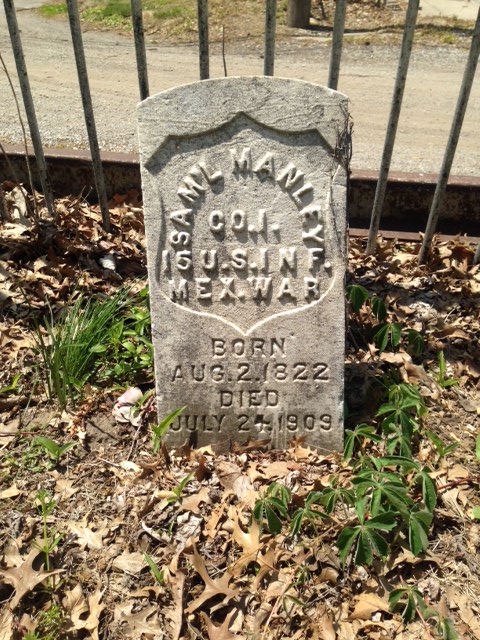 SAM'L MANLEY
CO. I.
15 U.S. INF.
MEX. WAR
BORN
AUG. 2. 1822
DIED
JULY 24. 1909